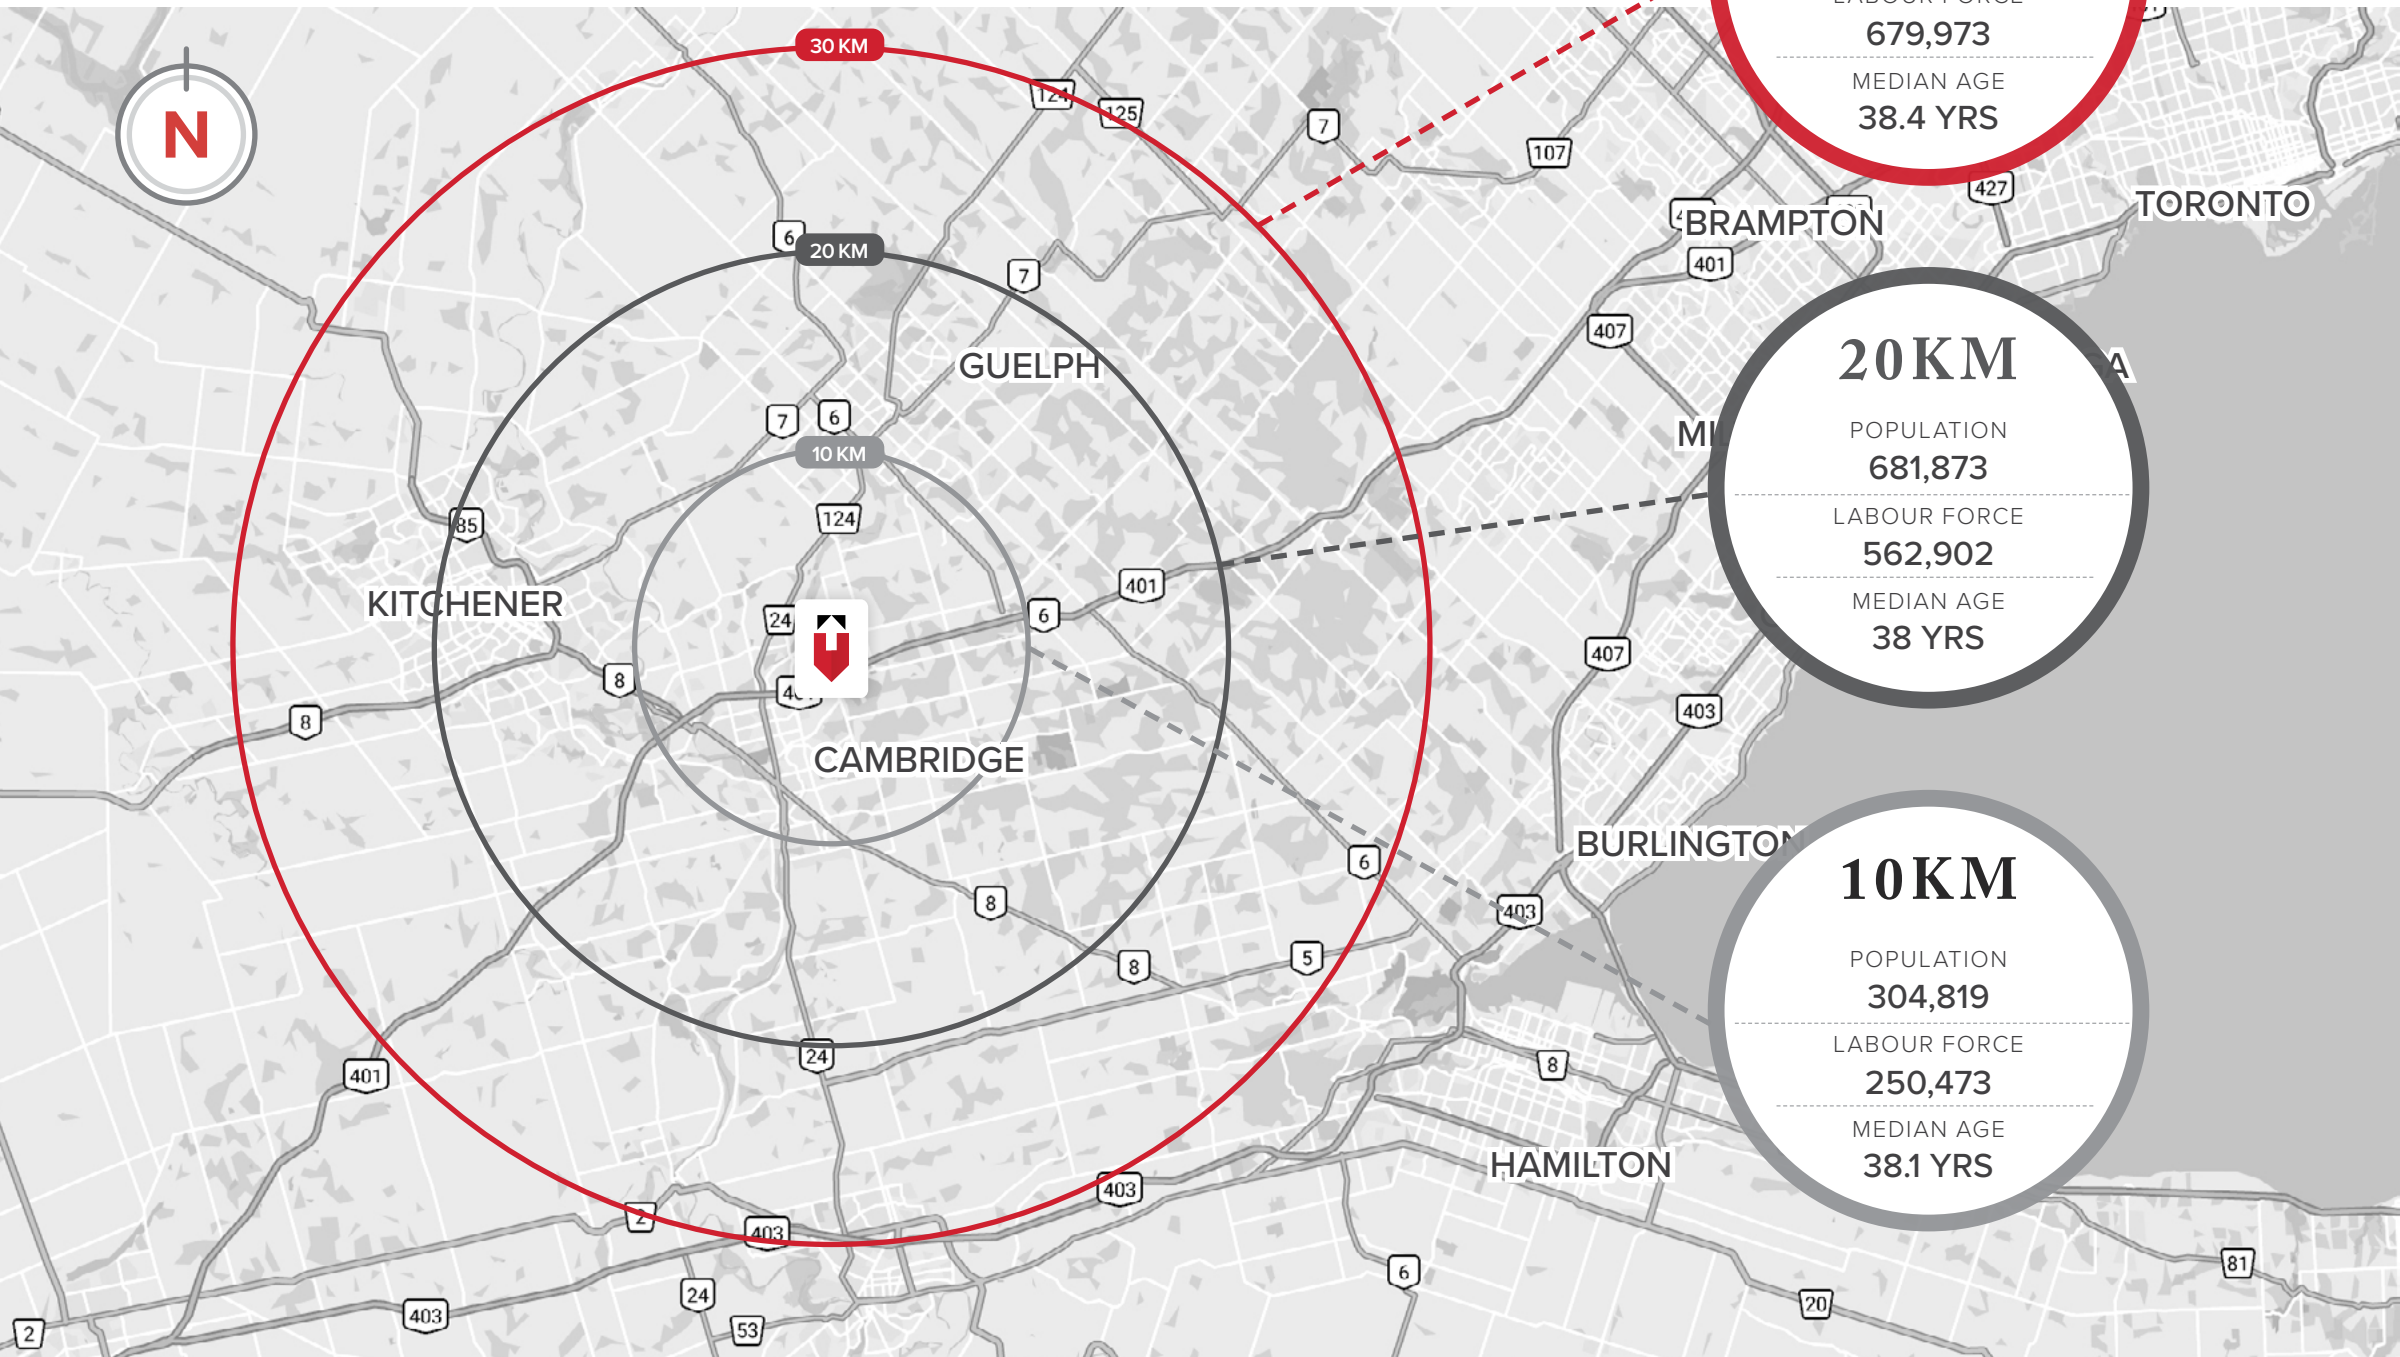 LABOUR FORCE
679,973
MEDIAN AGE
38.4 YRS
30 KM
N
124
125
7
107
427
TORONTO
BRAMPTON
6
20 KM
401
7
407
20KM
GUELPH
POPULATION
681,873
7
6
10 KM
LABOUR FORCE
562,902
124
85
401
MEDIAN AGE
38 YRS
KITCHENER
24
6
407
8
403
8
CAMBRIDGE
BURLINGTON
6
10KM
8
403
POPULATION
304,819
8
5
LABOUR FORCE
250,473
24
8
401
MEDIAN AGE
38.1 YRS
HAMILTON
403
2
403
6
81
24
20
403
53
2